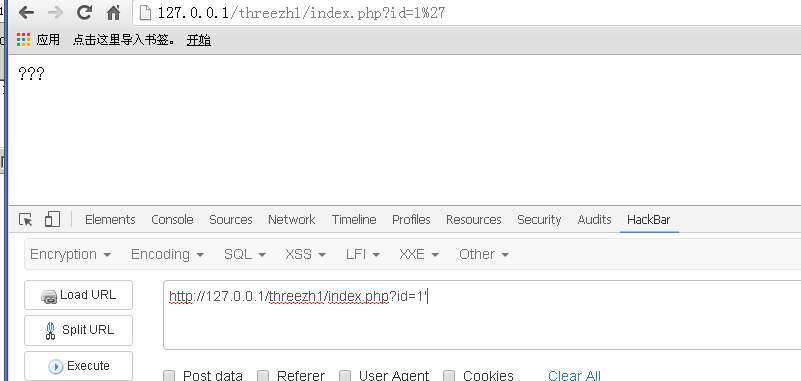 127.0.0.1/threezh1/index.php?id=1%27
应用 点击这里导入书签。 开始
???
Elements Console Sources Network Timeline Profiles Resources Security Audits HackBar
Encryption Encoding SQL XSS LFI XXE Other
Load URL http://127.0.0.1/threezh1/index.php?id=1'
Split URL
Execute
Post data Referer User Agent Cookies Clear All